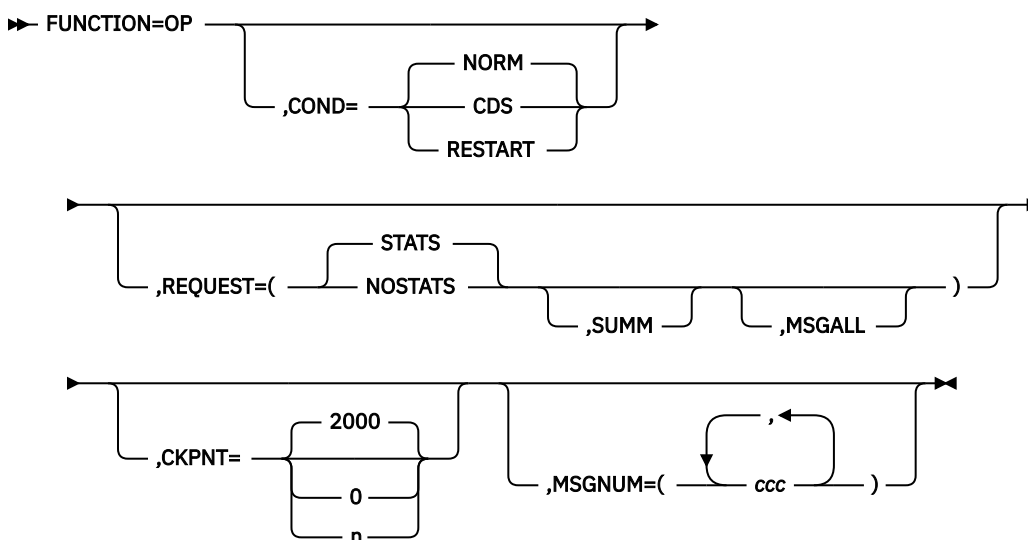 FUNCTION=OP
NORM
,COND=
CDS
RESTART
STATS
,REQUEST=(
NOSTATS
)
,SUMM
,MSGALL
2000
,
,CKPNT=
0
,MSGNUM=(
ccc
)
n